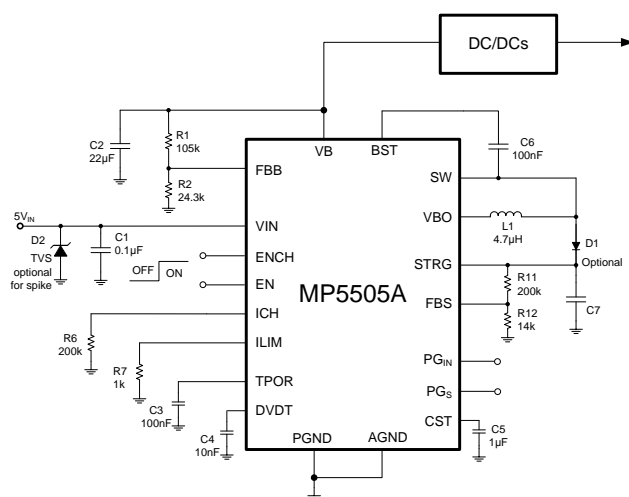 DC/DCs
C2
22µF
R1
105k
R2
24.3k
VB
BST
C6
100nF
FBB
SW
5VIN
VIN
VBO
L1
4.7µH
D2
TVS
optional
for spike
C1
0.1µF
D1
Optional
ENCH
STRG
OFF
ON
EN
MP5505A
R11
200k
C7
ICH
FBS
R12
14k
R6
200k
ILIM
R7
1k
PGIN
TPOR
C3
100nF
PGS
DVDT
C4
10nF
CST
C5
1µF
PGND
AGND